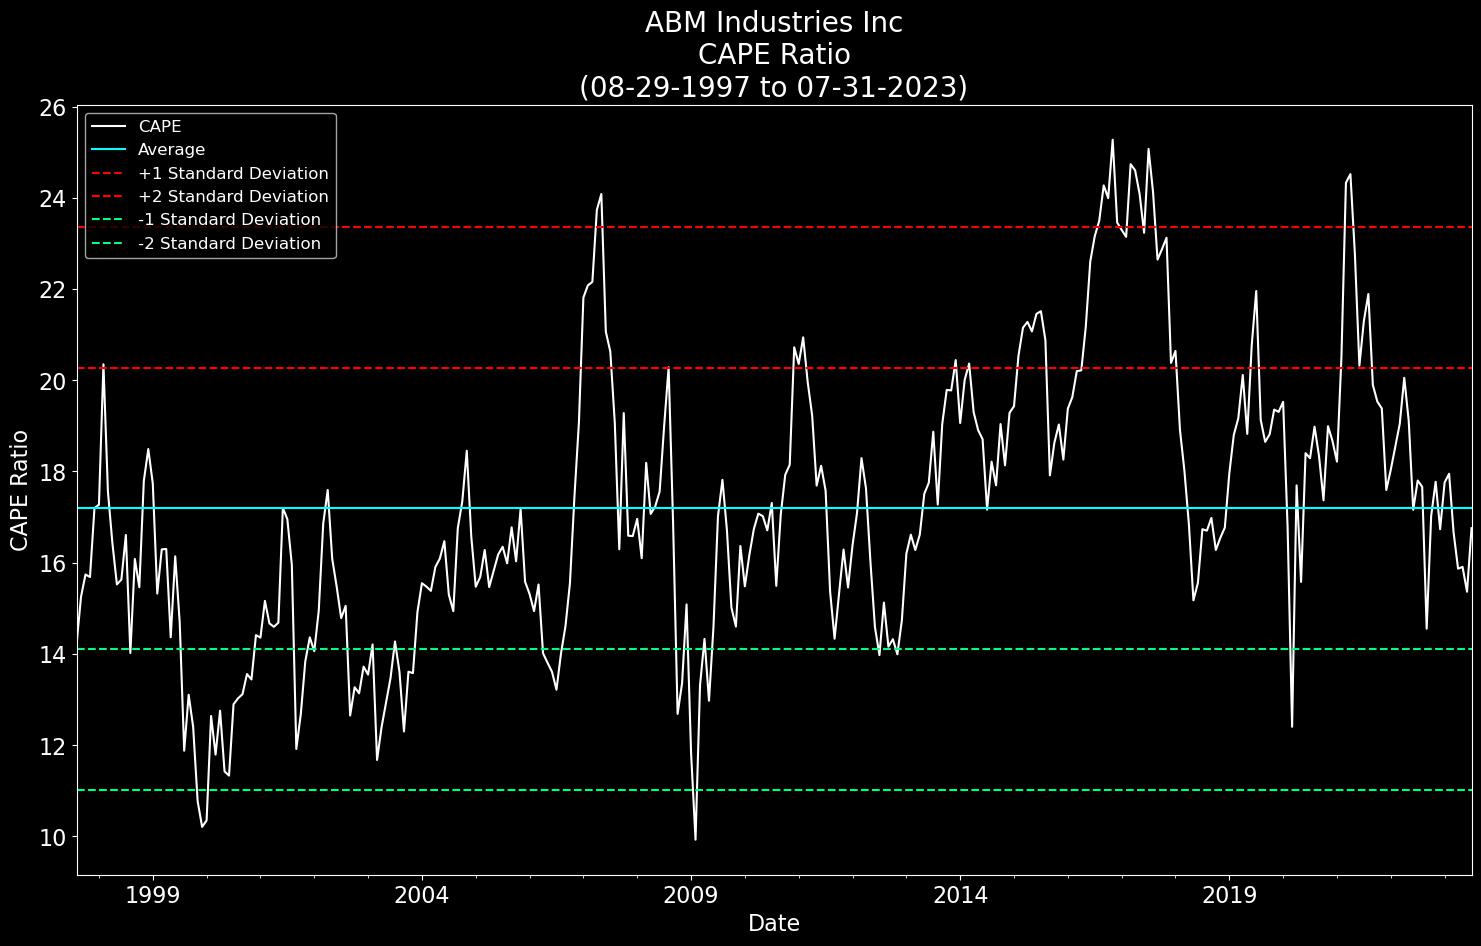 ABM Industries Inc
CAPE Ratio
(08-29-1997 to 07-31-2023)
CAPE
Average
+1 Standard Deviation
+2 Standard Deviation
-1 Standard Deviation
-2 Standard Deviation
CAPE Ratio
26
24
22
20
18
16
14
12
10
1999
2004
2009
2014
2019
Date